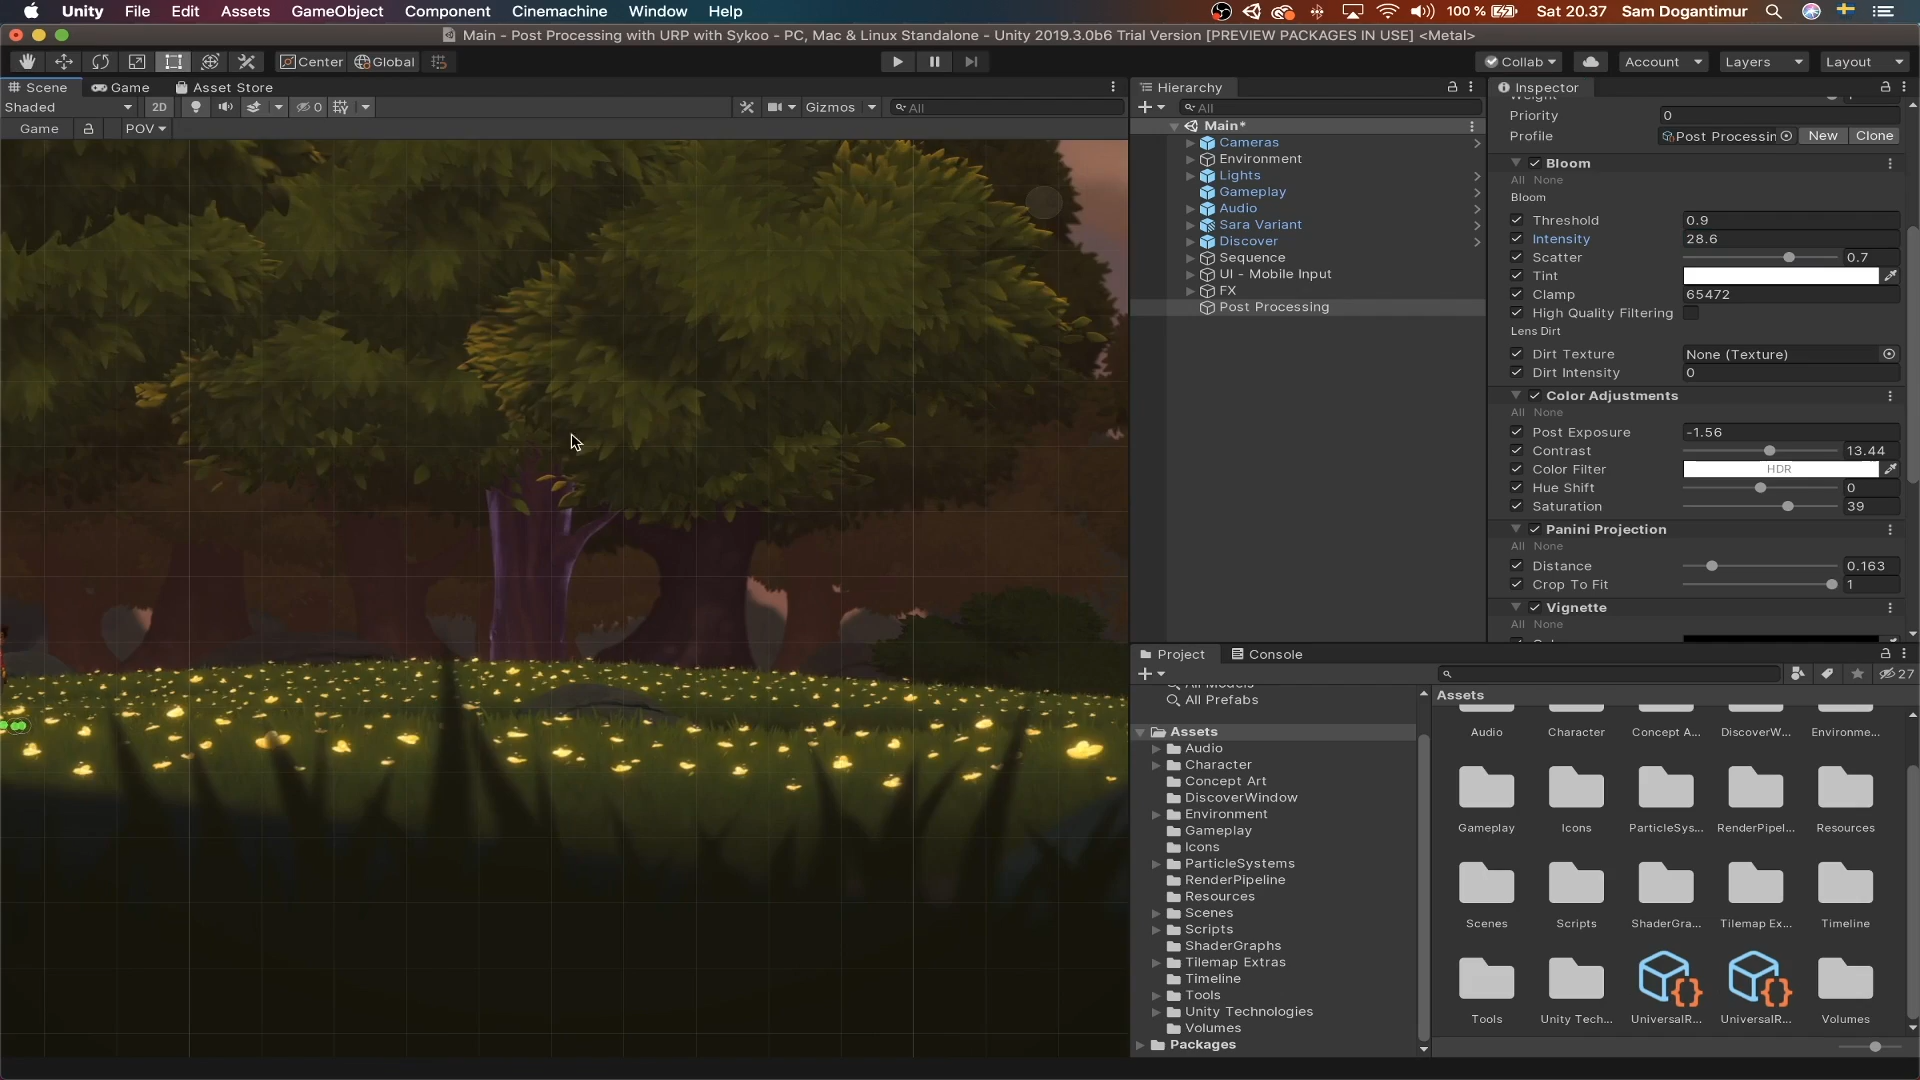 Unity File Edit Assets GameObject Component Cinemachine Window Help 100 % Sat 20.37 Sam Dogantimur
Main - Post Processing with URP with Sykoo - PC, Mac & Linux Standalone - Unity 2019.3.0b6 Trial Version [PREVIEW PACKAGES IN USE] <Metal>
Center Global Collab Account Layers Layout
Scene Game Asset Store
Shaded 2D 0 Gizmos All
Game POV
Hierarchy
All
Main*
Cameras
Environment
Lights
Gameplay
Audio
Sara Variant
Discover
Sequence
UI - Mobile Input
FX
Post Processing
Inspector
Priority 0
Profile Post Processin New Clone
Bloom
All None
Bloom
Threshold 0.9
Intensity 28.6
Scatter 0.7
Tint
Clamp 65472
High Quality Filtering
Lens Dirt
Dirt Texture None (Texture)
Dirt Intensity 0
Color Adjustments
All None
Post Exposure -1.56
Contrast 13.44
Color Filter HDR
Hue Shift 0
Saturation 39
Panini Projection
All None
Distance 0.163
Crop To Fit 1
Vignette
All None
Project Console
27
All Prefabs
Assets
Audio
Character
Concept Art
DiscoverWindow
Environment
Gameplay
Icons
ParticleSystems
RenderPipeline
Resources
Scenes
Scripts
ShaderGraphs
Tilemap Extras
Timeline
Tools
Unity Technologies
Volumes
Packages
Assets
Audio Character Concept A... DiscoverW... Environme...
Gameplay Icons ParticleSys... RenderPipel... Resources
Scenes Scripts ShaderGra... Tilemap Ex... Timeline
Tools Unity Tech... UniversalR... UniversalR... Volumes